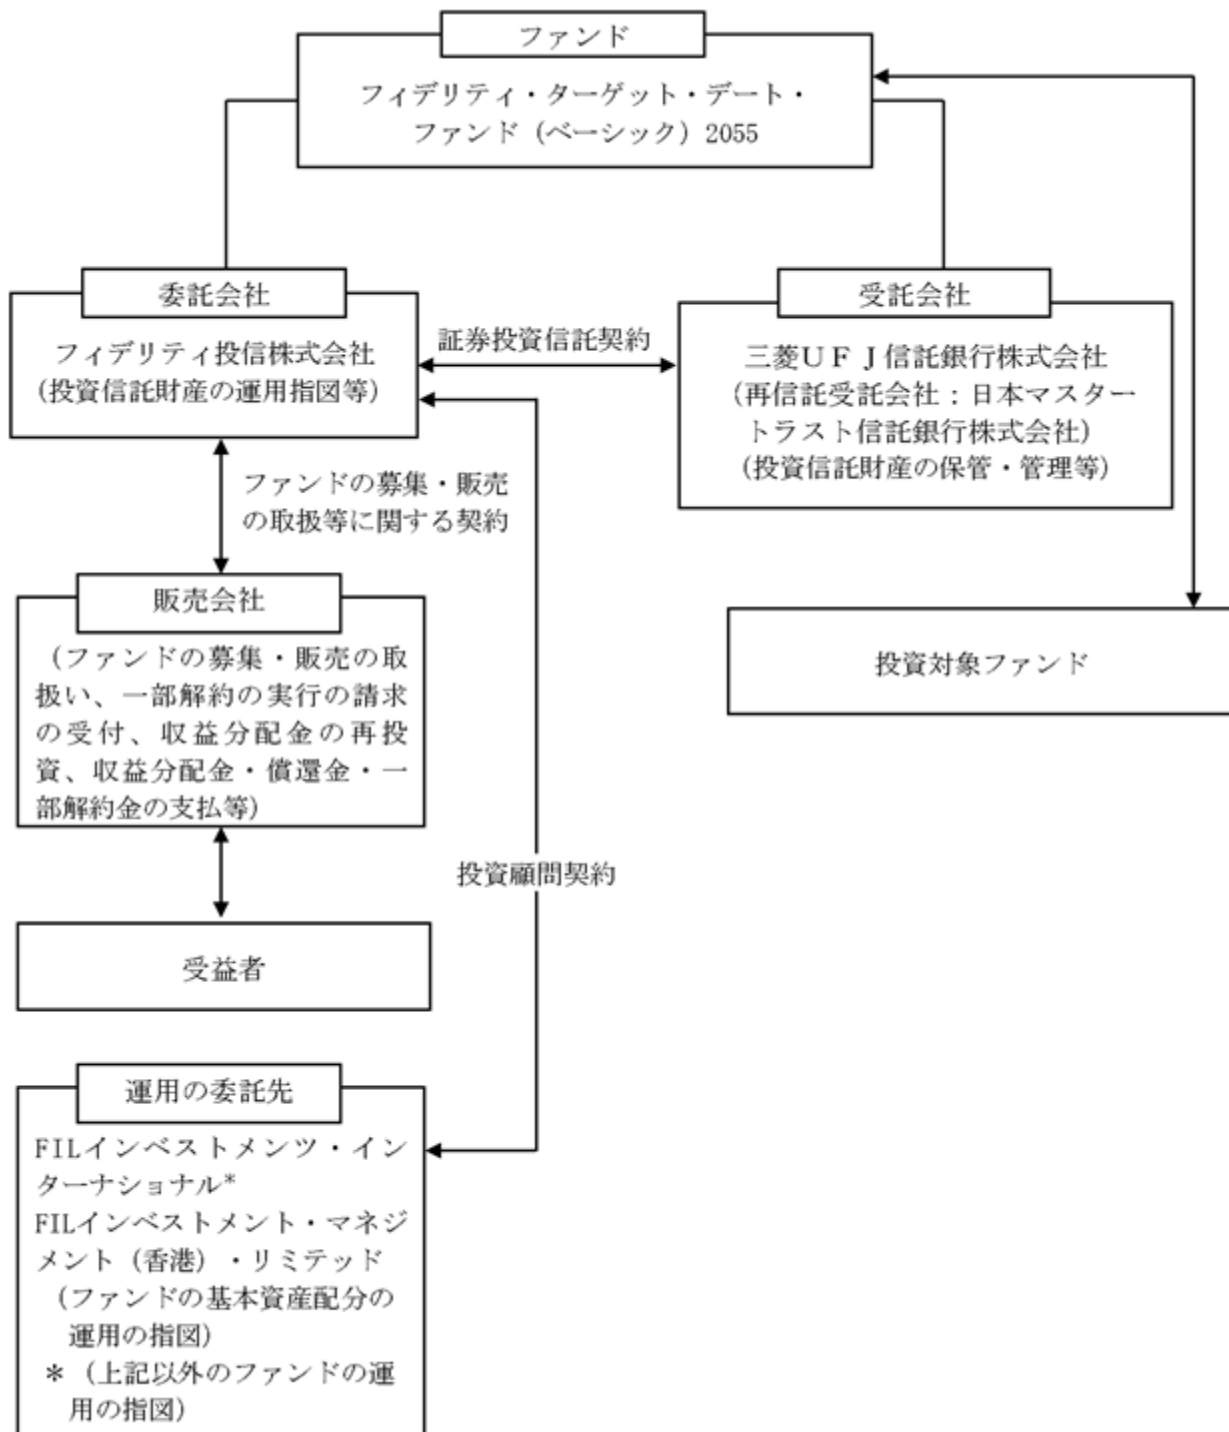 ファンド
フィデリティ・ターゲット・デート・
ファンド（ベーシック）2055
委託会社
フィデリティ投信株式会社
（投資信託財産の運用指図等）
証券投資信託契約
受託会社
三菱ＵＦＪ信託銀行株式会社
（再信託受託会社：日本マスター
トラスト信託銀行株式会社）
（投資信託財産の保管・管理等）
ファンドの募集・販売
の取扱等に関する契約
販売会社
（ファンドの募集・販売の取
扱い、一部解約の実行の請求
の受付、収益分配金の再投
資、収益分配金・償還金・一
部解約金の支払等）
投資対象ファンド
投資顧問契約
受益者
運用の委託先
FILインベストメンツ・イン
ターナショナル*
FILインベストメント・マネジ
メント（香港）・リミテッド
（ファンドの基本資産配分の
運用の指図）
＊（上記以外のファンドの運
用の指図）